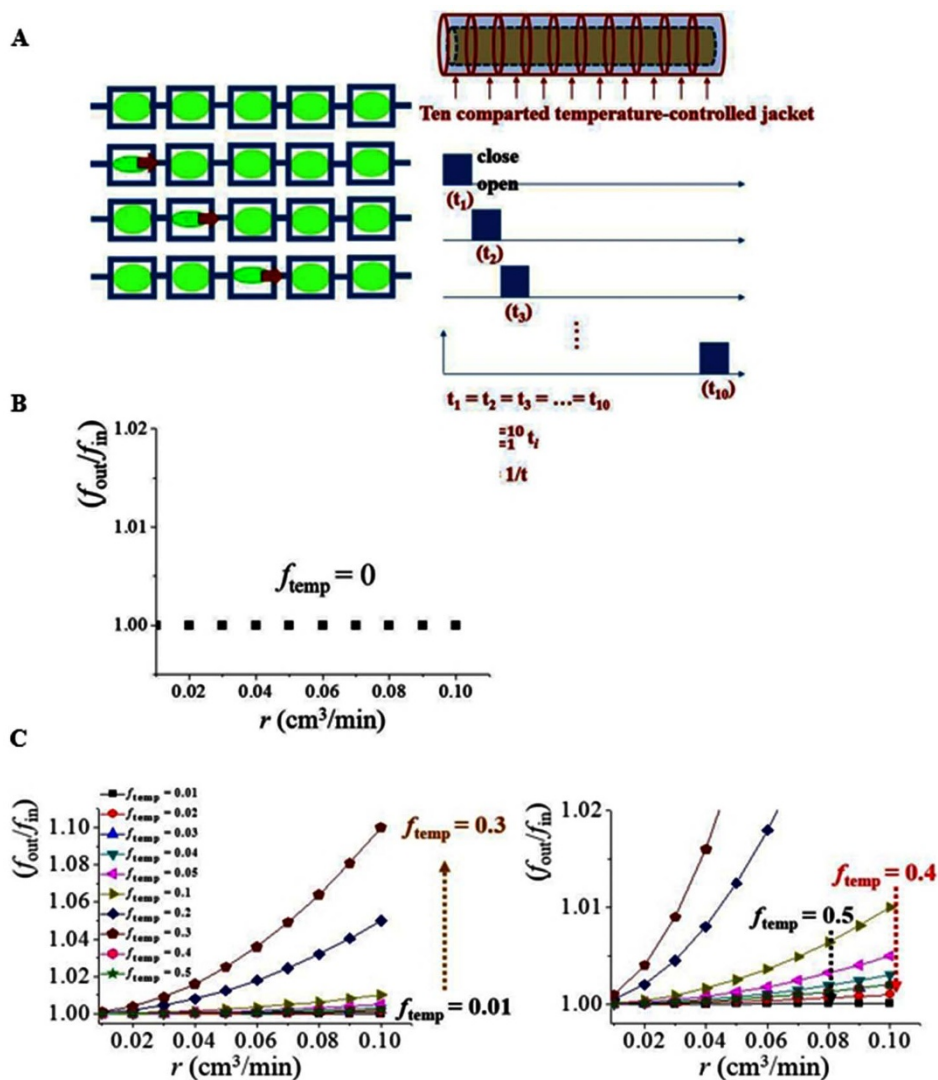 A
Ten comparted temperature-controlled jacket
close
open
(t1)
(t2)
(t3)
(t10)
t1 = t2 = t3 = ...= t10
=10
=1 ti
1/t
B
(fout/fin)
1.02
1.01
1.00
ftemp = 0
0.02 0.04 0.06 0.08 0.10
r (cm³/min)
C
(fout/fin)
1.10
1.08
1.06
1.04
1.02
1.00
ftemp = 0.01
ftemp = 0.02
ftemp = 0.03
ftemp = 0.04
ftemp = 0.05
ftemp = 0.1
ftemp = 0.2
ftemp = 0.3
ftemp = 0.4
ftemp = 0.5
ftemp = 0.3
ftemp = 0.01
0.02 0.04 0.06 0.08 0.10
r (cm³/min)
(fout/fin)
1.02
1.01
1.00
ftemp = 0.4
ftemp = 0.5
0.02 0.04 0.06 0.08 0.10
r (cm³/min)